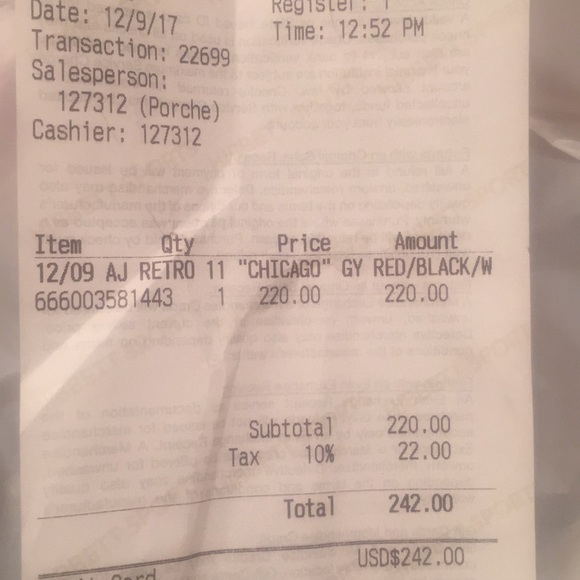 Date: 12/9/17
Register: 1
Time: 12:52 PM
Transaction: 22699
Salesperson:
127312 (Porche)
Cashier: 127312
Item Qty Price Amount
12/09 AJ RETRO 11 "CHICAGO" GY RED/BLACK/W
666003581443 1 220.00 220.00
Subtotal 220.00
Tax 10% 22.00
Total 242.00
USD$242.00
Card